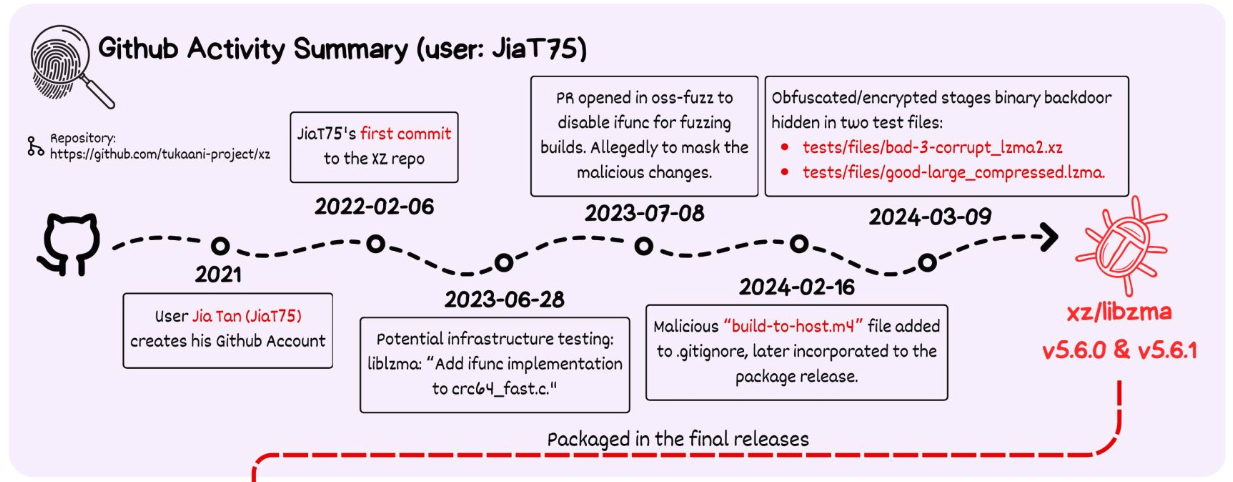 Github Activity Summary (user: JiaT75)
Repository:
https://github.com/tukaani-project/xz
2021
User Jia Tan (JiaT75)
creates his Github Account
JiaT75's first commit
to the XZ repo
2022-02-06
2023-06-28
Potential infrastructure testing:
liblzma: “Add ifunc implementation
to crc64_fast.c."
PR opened in oss-fuzz to
disable ifunc for fuzzing
builds. Allegedly to mask the
malicious changes.
2023-07-08
2024-02-16
Malicious “build-to-host.m4” file added
to .gitignore, later incorporated to the
package release.
Obfuscated/encrypted stages binary backdoor
hidden in two test files:
• tests/files/bad-3-corrupt_lzma2.xz
• tests/files/good-large_compressed.lzma.
2024-03-09
xz/libzma
v5.6.0 & v5.6.1
Packaged in the final releases